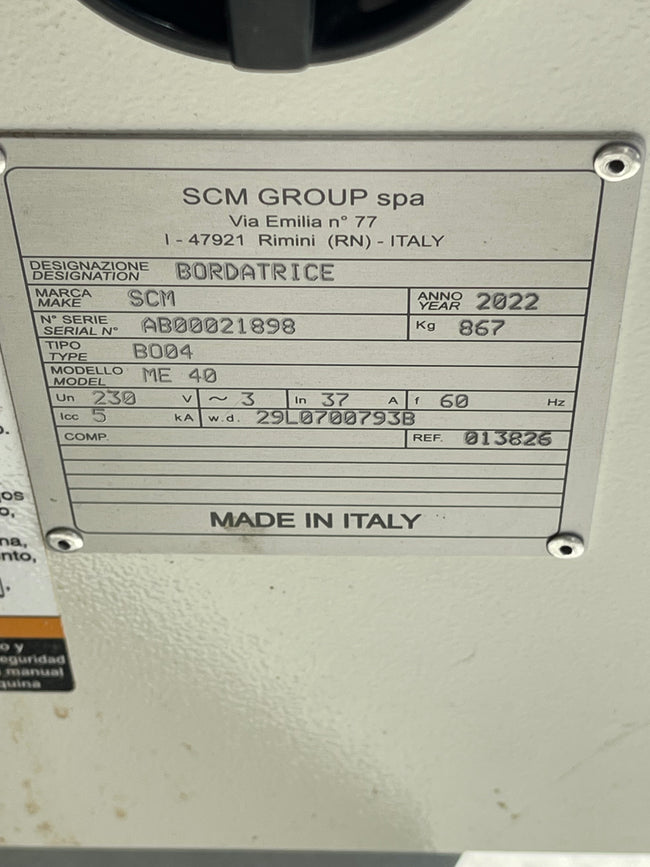 SCM GROUP spa
Via Emilia n° 77
I - 47921 Rimini (RN) - ITALY
DESIGNAZIONE
DESIGNATION
BORDATRICE
MARCA
MAKE
SCM
ANNO
YEAR
2022
N° SERIE
SERIAL N°
AB00021898
Kg 867
TIPO
TYPE
BO04
MODELLO
MODEL
ME 40
Un 230 V ~ 3 In 37 A f 60 Hz
Icc 5 kA w.d. 29L0700793B
COMP.
REF. 013826
MADE IN ITALY
o y
manual